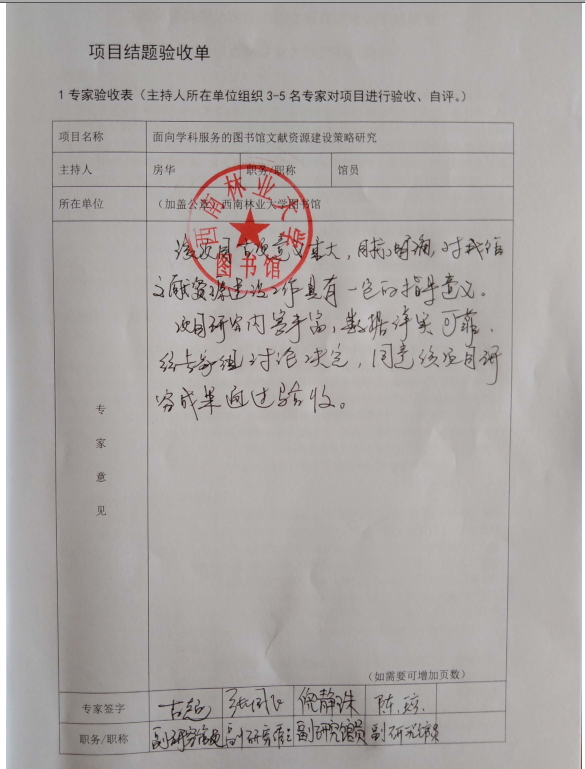 项目结题验收单
1 专家验收表（主持人所在单位组织 3-5 名专家对项目进行验收、自评。）
项目名称 面向学科服务的图书馆文献资源建设策略研究
主持人 房华 职务/职称 馆员
所在单位 （加盖公章）西南林业大学图书馆
西南林业大学
图书馆
该项目意义重大，目标明确，对我馆
文献资源建设工作具有一定的指导意义。
项目研究内容丰富，数据详实可靠，
经专家组讨论决定，同意该项目研
究成果通过验收。
专家意见
（如需要可增加页数）
专家签字 倪静珠 陈琼
职务/职称 副研究馆员 副研究馆员 副研究馆员 副研究馆员